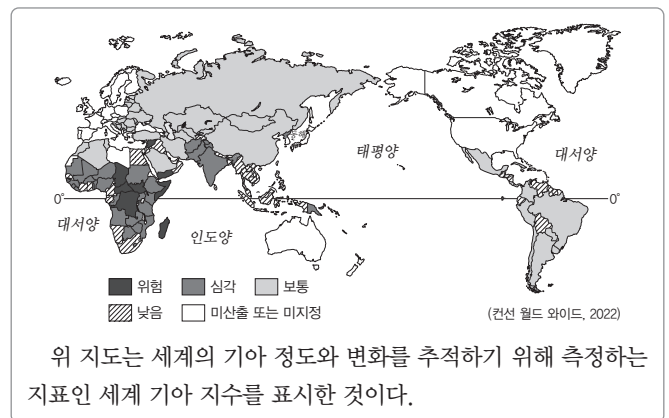 동해
태평양
대서양
0°
0°
대서양
인도양
위험 심각 보통
낮음 미산출 또는 미지정
(컨선 월드 와이드, 2022)
위 지도는 세계의 기아 정도와 변화를 추적하기 위해 측정하는
지표인 세계 기아 지수를 표시한 것이다.